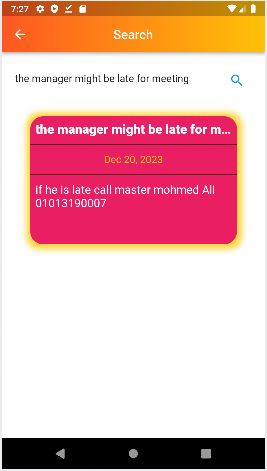 7:27
Search
the manager might be late for meeting
the manager might be late for m...
Dec 20, 2023
if he is late call master mohmed Ali
01013190007